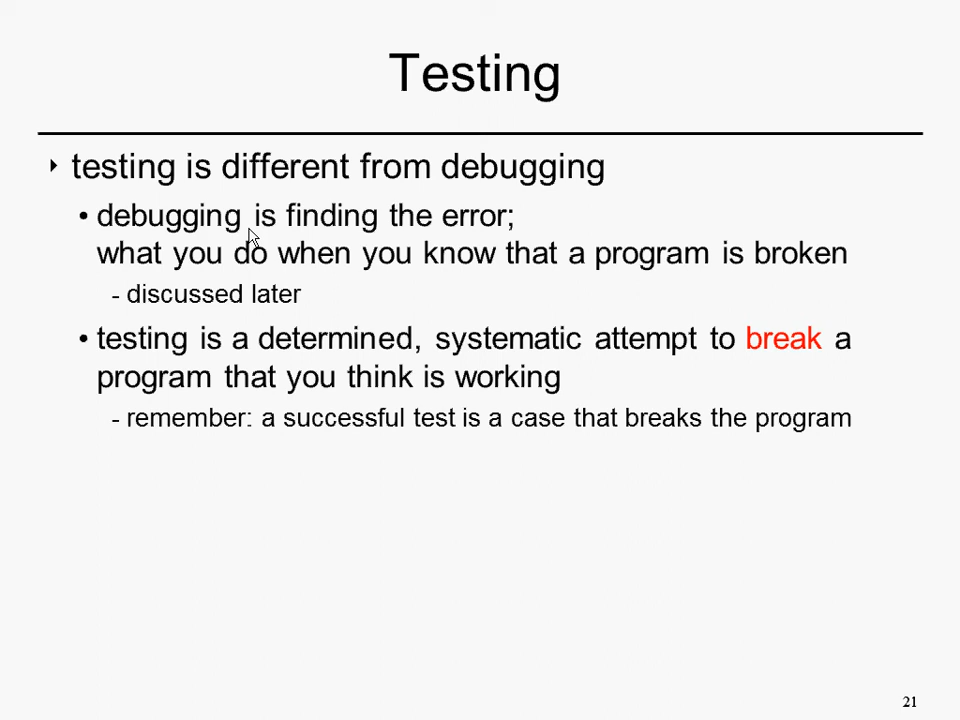 Testing
‣ testing is different from debugging
• debugging is finding the error;
what you do when you know that a program is broken
- discussed later
• testing is a determined, systematic attempt to break a
program that you think is working
- remember: a successful test is a case that breaks the program
21